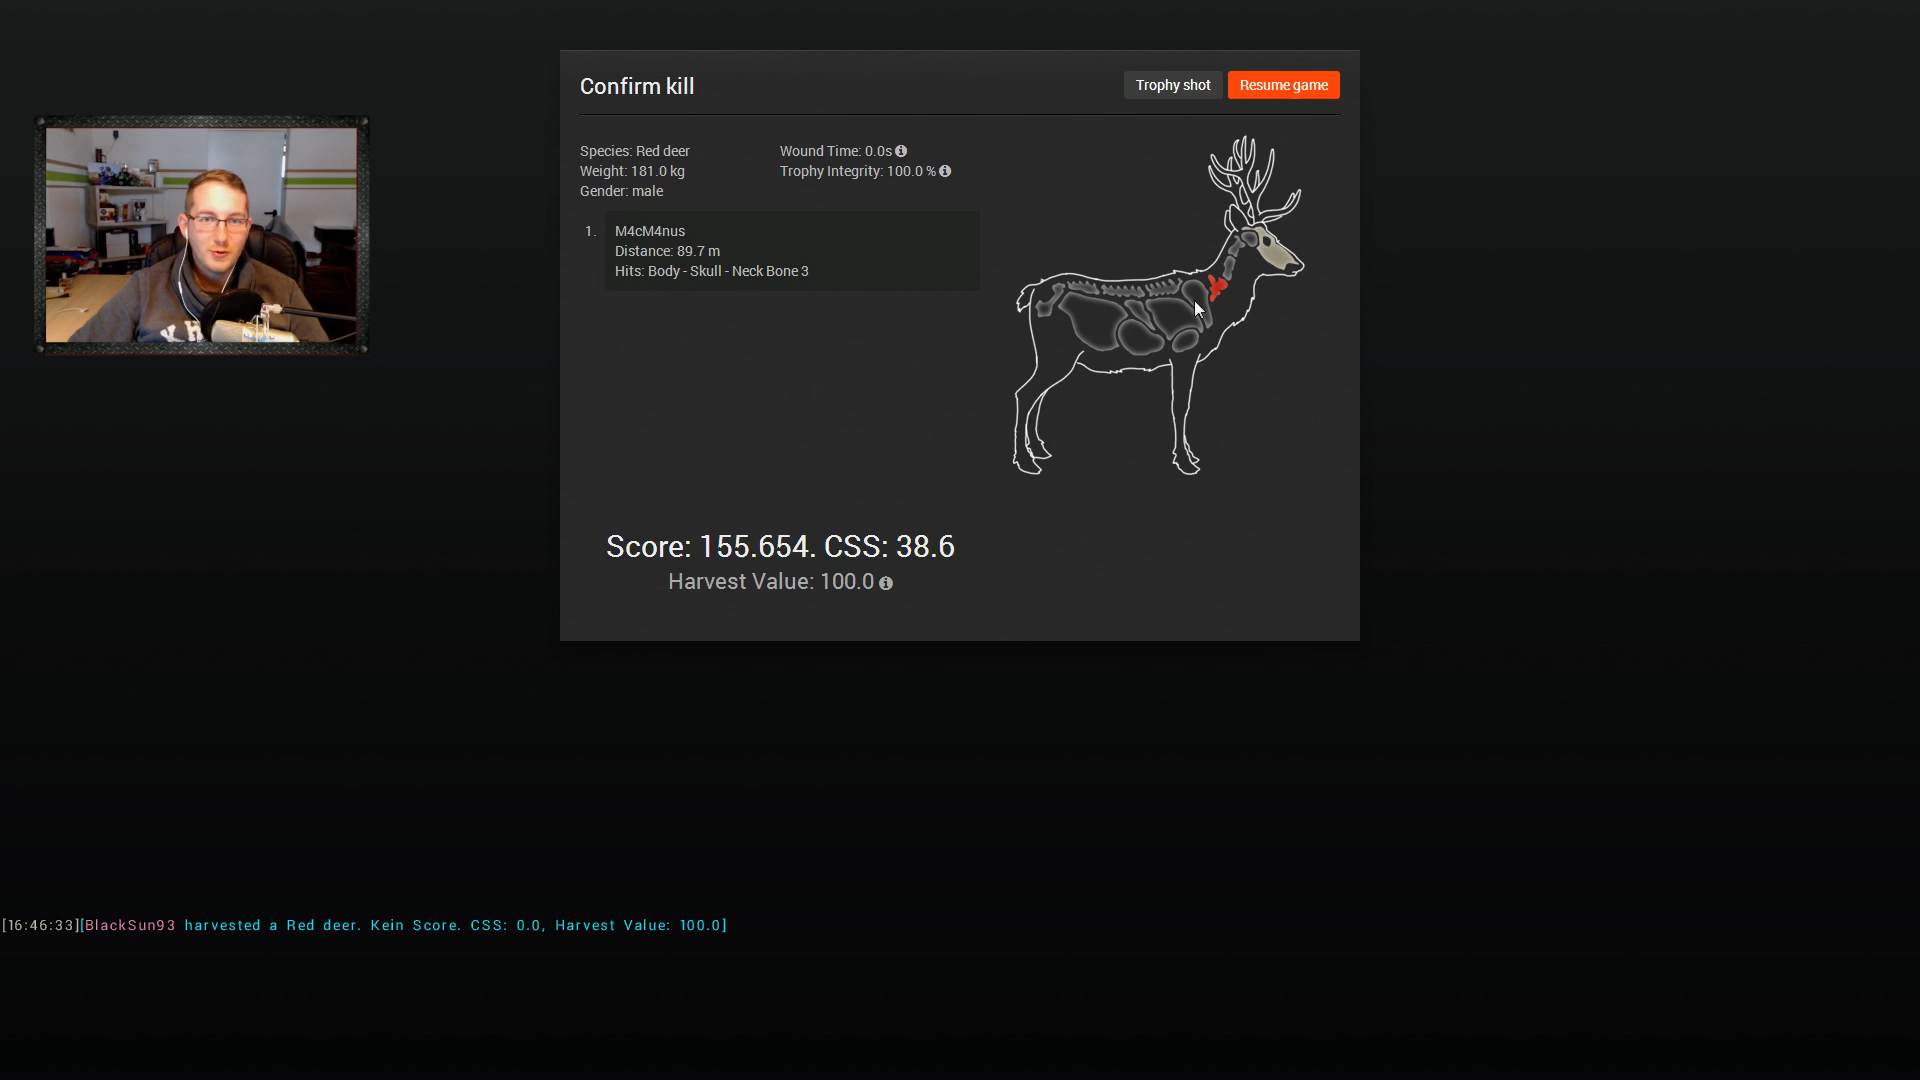 Confirm kill
Trophy shot
Resume game
Species: Red deer
Weight: 181.0 kg
Gender: male
Wound Time: 0.0s
Trophy Integrity: 100.0 %
1.
M4cM4nus
Distance: 89.7 m
Hits: Body - Skull - Neck Bone 3
Score: 155.654. CSS: 38.6
Harvest Value: 100.0
[16:46:33][BlackSun93 harvested a Red deer. Kein Score. CSS: 0.0, Harvest Value: 100.0]